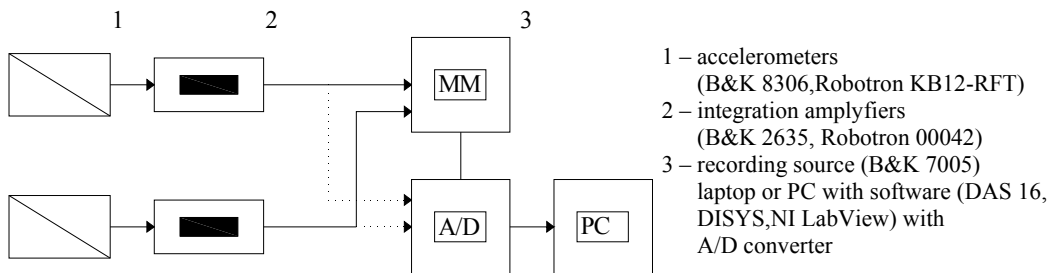 1 2 3
MM
A/D
PC
1 – accelerometers
(B&K 8306,Robotron KB12-RFT)
2 – integration amplyfiers
(B&K 2635, Robotron 00042)
3 – recording source (B&K 7005)
laptop or PC with software (DAS 16,
DISYS,NI LabView) with
A/D converter